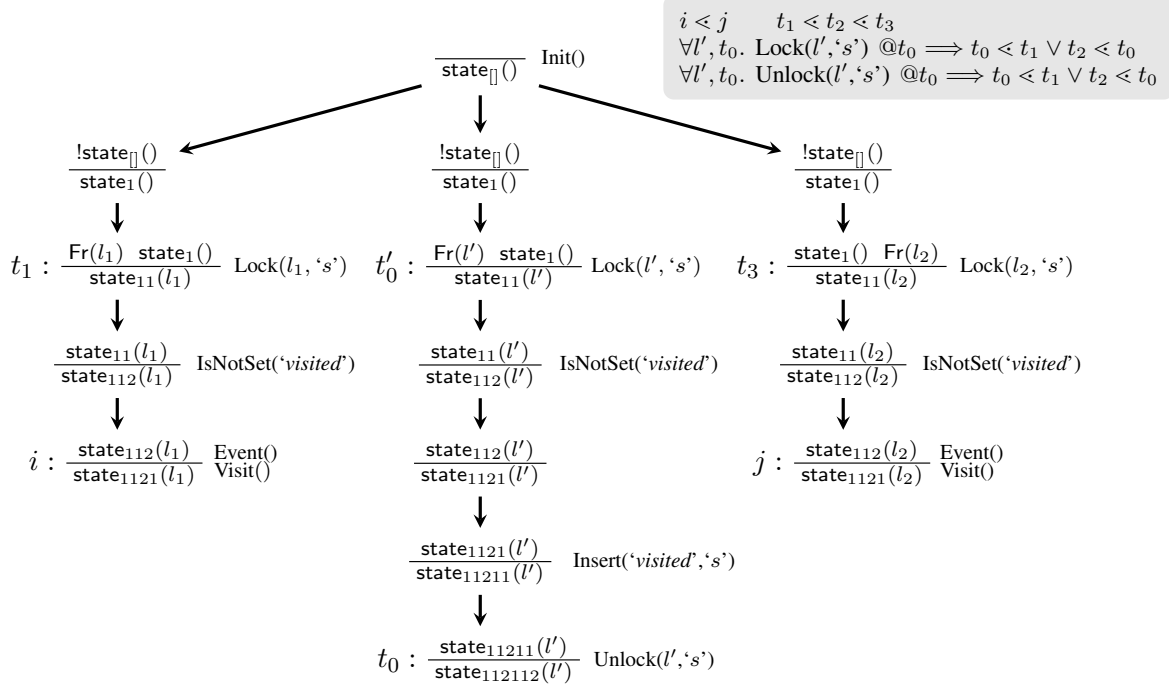 i ⋖ j t₁ ⋖ t₂ ⋖ t₃
∀l′, t₀. Lock(l′,‘s’) @t₀ ⟹ t₀ ⋖ t₁ ∨ t₂ ⋖ t₀
∀l′, t₀. Unlock(l′,‘s’) @t₀ ⟹ t₀ ⋖ t₁ ∨ t₂ ⋖ t₀
state[]() Init()
!state[]() !state[]() !state[]()
state₁() state₁() state₁()
t₁ : Fr(l₁) state₁() Lock(l₁, ‘s’) t′₀ : Fr(l′) state₁() Lock(l′, ‘s’) t₃ : state₁() Fr(l₂) Lock(l₂, ‘s’)
state₁₁(l₁) state₁₁(l′) state₁₁(l₂)
state₁₁(l₁) IsNotSet(‘visited’) state₁₁(l′) IsNotSet(‘visited’) state₁₁(l₂) IsNotSet(‘visited’)
state₁₁₂(l₁) state₁₁₂(l′) state₁₁₂(l₂)
i : state₁₁₂(l₁) Event() state₁₁₂(l′) j : state₁₁₂(l₂) Event()
state₁₁₂₁(l₁) Visit() state₁₁₂₁(l′) state₁₁₂₁(l₂) Visit()
state₁₁₂₁(l′) Insert(‘visited’,‘s’)
state₁₁₂₁₁(l′)
t₀ : state₁₁₂₁₁(l′) Unlock(l′,‘s’)
state₁₁₂₁₁₂(l′)